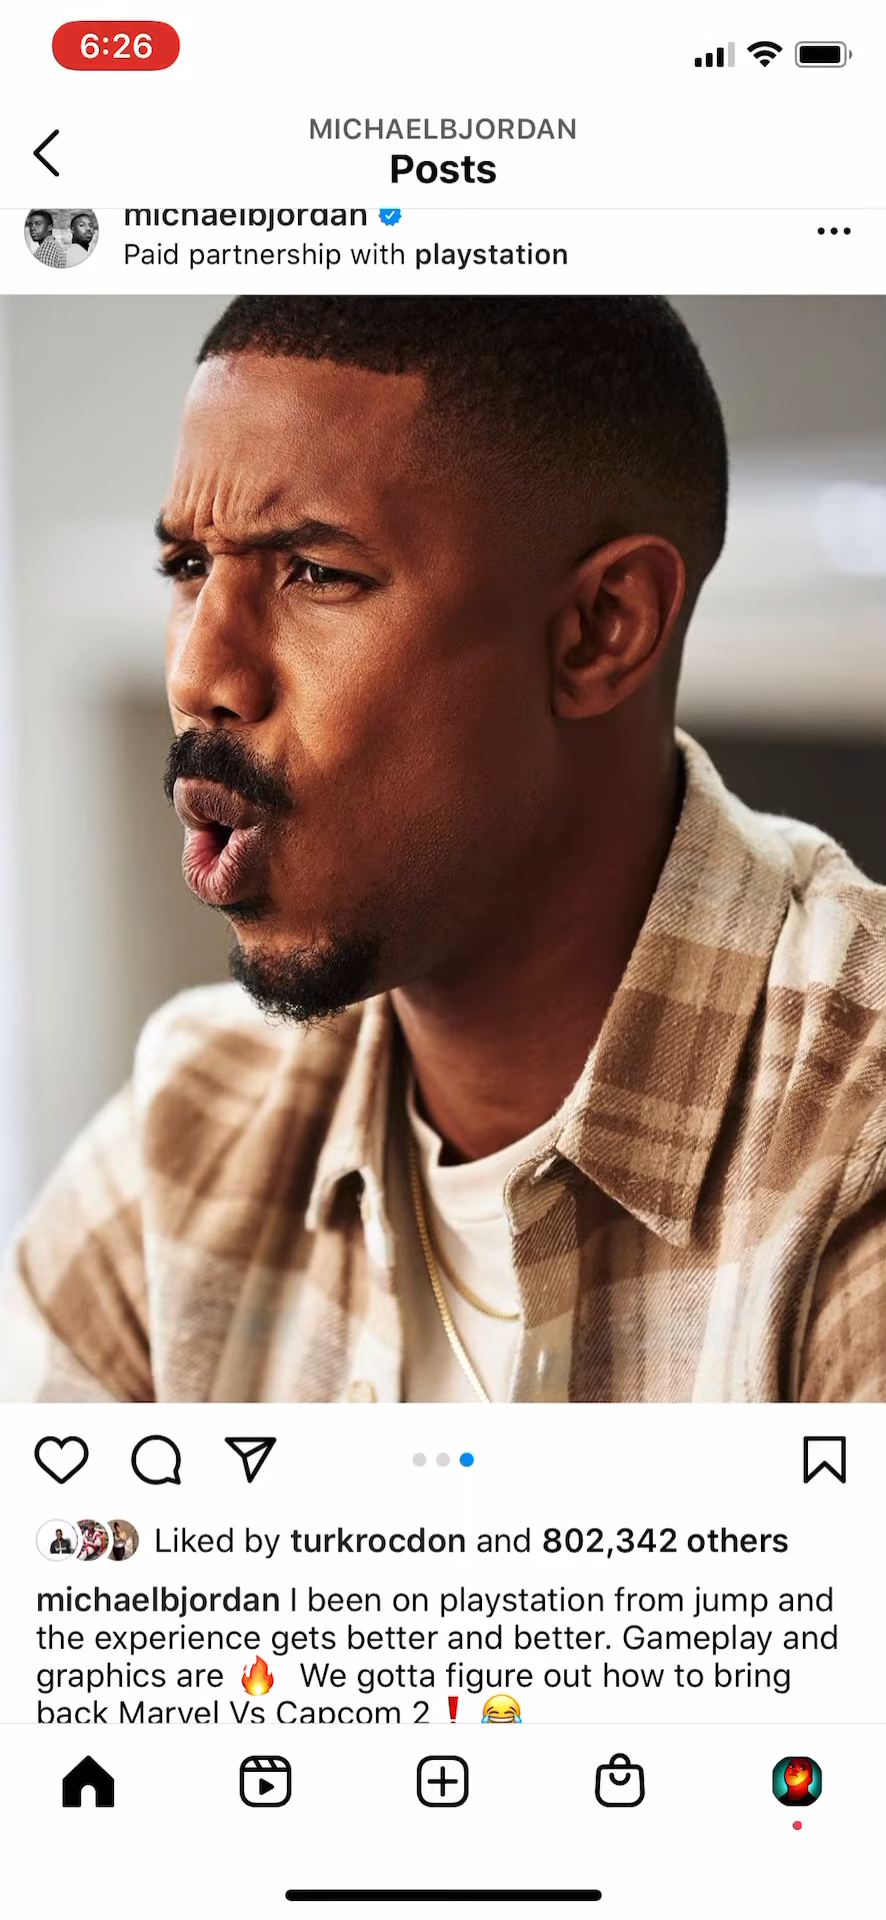 6:26
MICHAELBJORDAN
Posts
michaelbjordan
Paid partnership with playstation
Liked by turkrocdon and 802,342 others
michaelbjordan I been on playstation from jump and
the experience gets better and better. Gameplay and
graphics are 🔥 We gotta figure out how to bring
back Marvel Vs Capcom 2❗😂